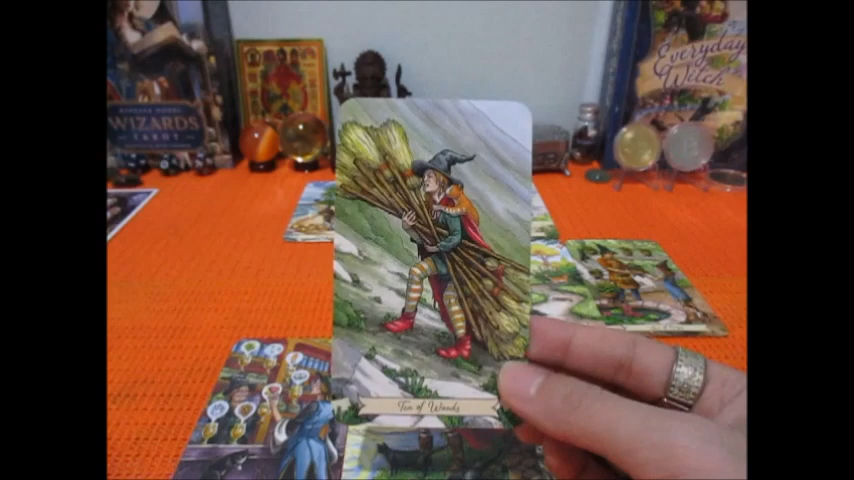 WIZARDS
TAROT
Everyday
Witch
Ten of Wands